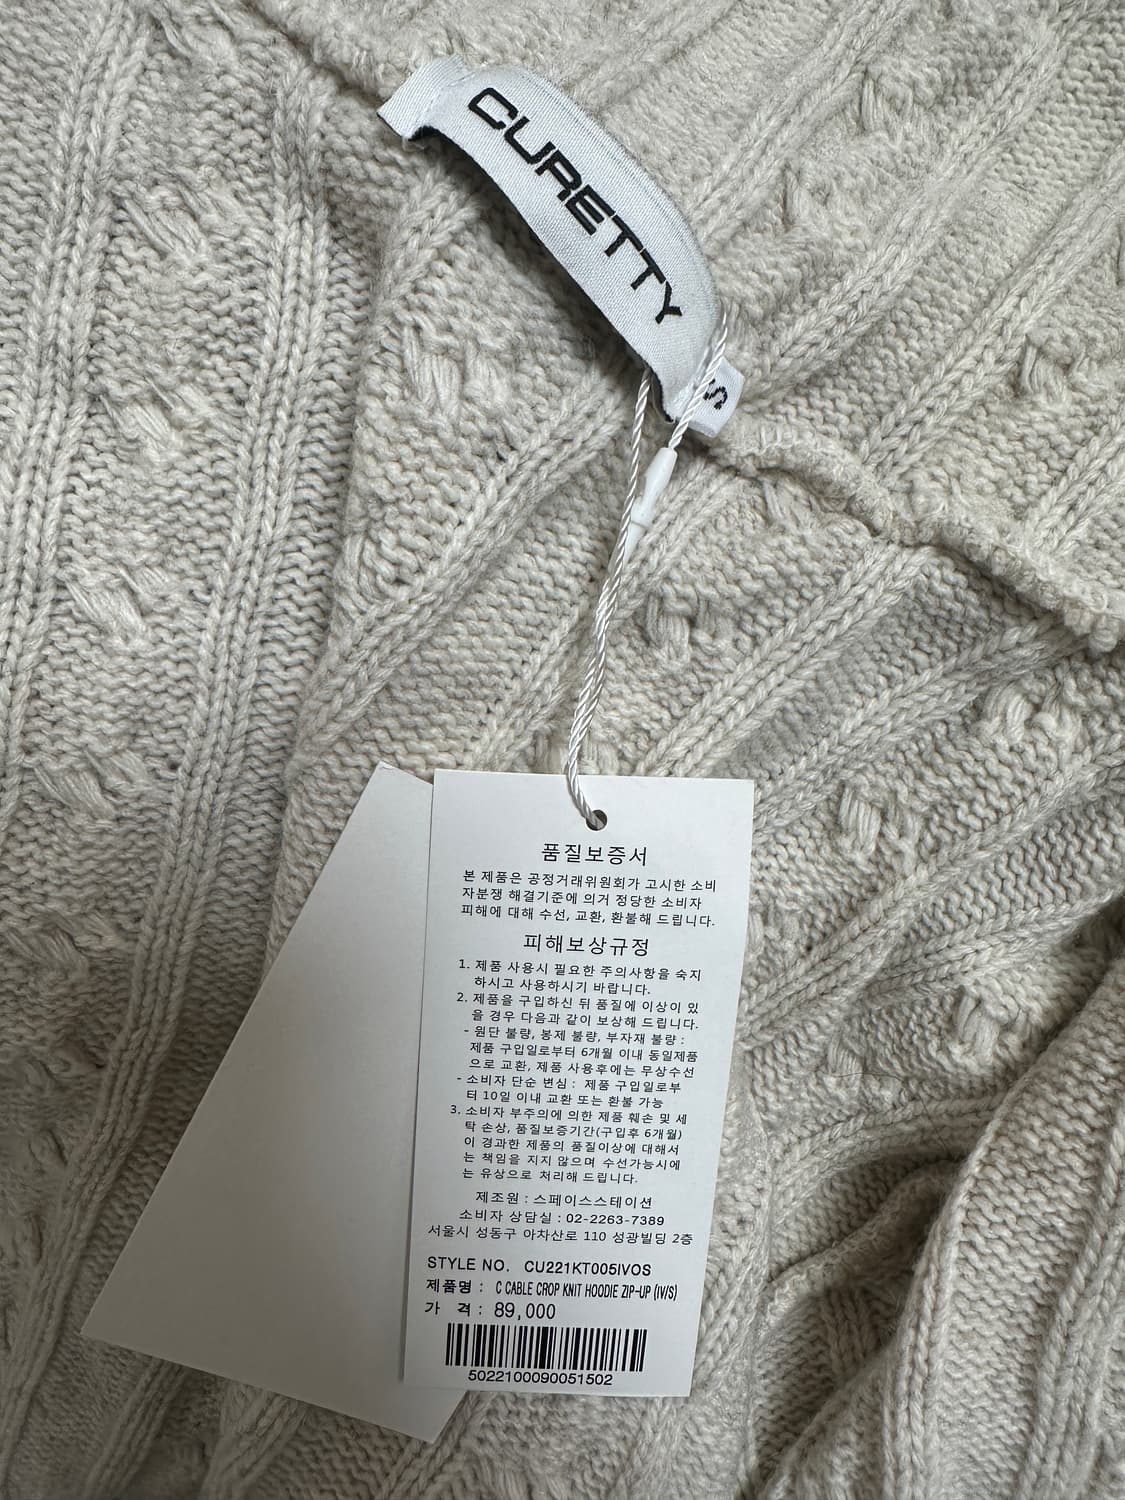 CURETTY
S
품질보증서
본 제품은 공정거래위원회가 고시한 소비
자분쟁 해결기준에 의거 정당한 소비자
피해에 대해 수선, 교환, 환불해 드립니다.
피해보상규정
1. 제품 사용시 필요한 주의사항을 숙지
하시고 사용하시기 바랍니다.
2. 제품을 구입하신 뒤 품질에 이상이 있
을 경우 다음과 같이 보상해 드립니다.
- 원단 불량, 봉제 불량, 부자재 불량 :
제품 구입일로부터 6개월 이내 동일제품
으로 교환, 제품 사용후에는 무상수선
- 소비자 단순 변심 : 제품 구입일로부
터 10일 이내 교환 또는 환불 가능
3. 소비자 부주의에 의한 제품 훼손 및 세
탁 손상, 품질보증기간(구입후 6개월)
이 경과한 제품의 품질이상에 대해서
는 책임을 지지 않으며 수선가능시에
는 유상으로 처리해 드립니다.
제조원 : 스페이스스테이션
소비자 상담실 : 02-2263-7389
서울시 성동구 아차산로 110 성광빌딩 2층
STYLE NO. CU221KT005IVOS
제품명 : C CABLE CROP KNIT HOODIE ZIP-UP (IV/S)
가 격 : 89,000
5022100090051502